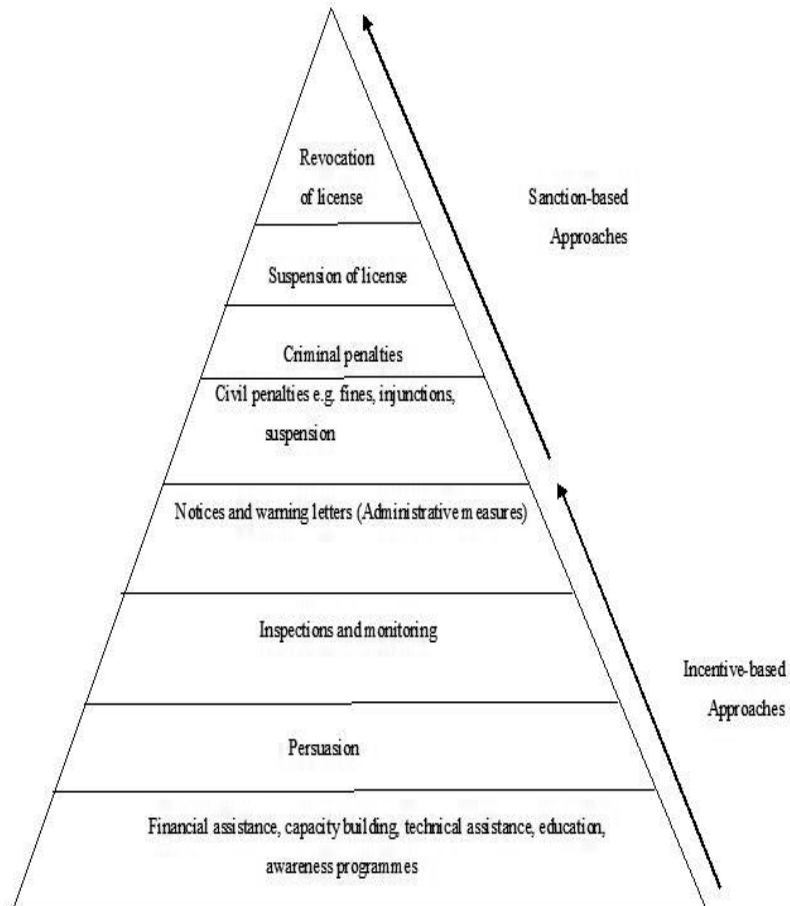 Revocation
of license
Sanction-based
Approaches
Suspension of license
Criminal penalties
Civil penalties e.g. fines, injunctions,
suspension
Notices and warning letters (Administrative measures)
Inspections and monitoring
Incentive-based
Approaches
Persuasion
Financial assistance, capacity building, technical assistance, education,
awareness programmes